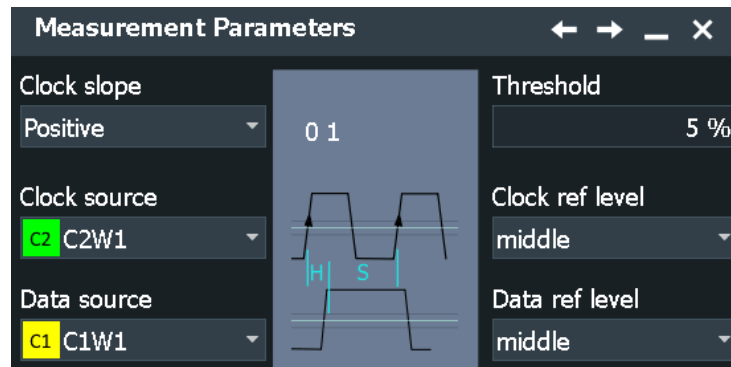 Measurement Parameters
Clock slope
Positive
Clock source
C2 C2W1
Data source
C1 C1W1
0 1
H S
Threshold
5 %
Clock ref level
middle
Data ref level
middle